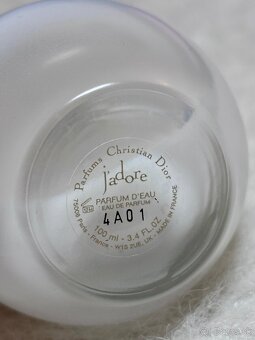 Parfums Christian Dior
j'adore
PARFUM D'EAU
EAU DE PARFUM
4A01
100 ml - 3.4 FL.OZ
75008 Paris - France - W1S 2UE, UK - MADE IN FRANCE